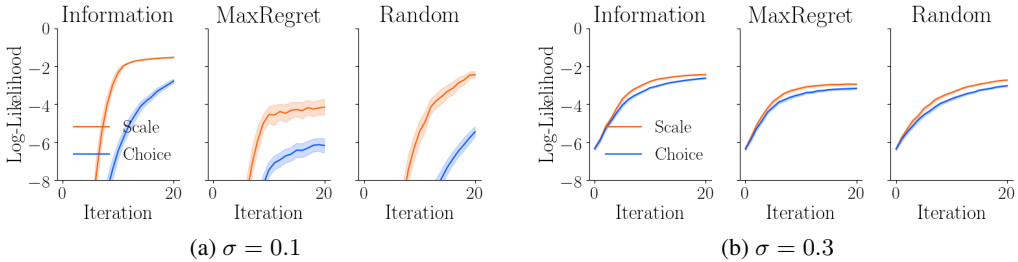 Information MaxRegret Random Information MaxRegret Random
Log-Likelihood Log-Likelihood
0 0
−2 −2
−4 −4
−6 −6
−8 −8
Scale Scale
Choice Choice
0 20 0 20 0 20 0 20 0 20 0 20
Iteration Iteration Iteration Iteration Iteration Iteration
(a) σ = 0.1 (b) σ = 0.3